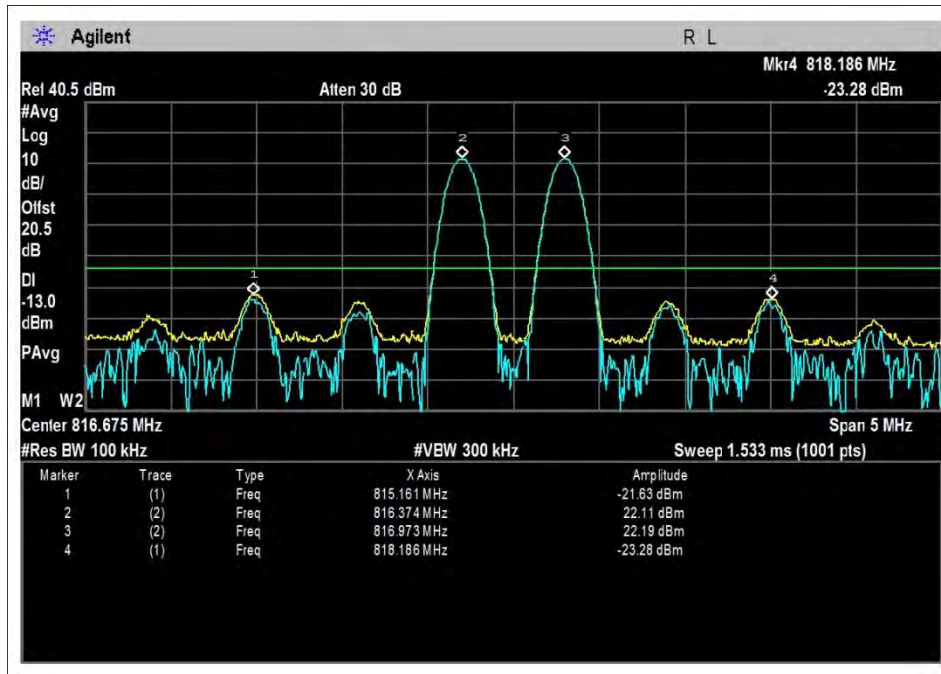 Agilent
R L
Mkr4 818.186 MHz
Rel 40.5 dBm
Atten 30 dB
-23.28 dBm
#Avg
Log
10
dB/
Offst
20.5
dB
DI
-13.0
dBm
PAvg
M1 W2
1
2
3
4
Center 816.675 MHz
Span 5 MHz
#Res BW 100 kHz
#VBW 300 kHz
Sweep 1.533 ms (1001 pts)
Marker Trace Type X Axis Amplitude
1 (1) Freq 815.161 MHz -21.63 dBm
2 (2) Freq 816.374 MHz 22.11 dBm
3 (2) Freq 816.973 MHz 22.19 dBm
4 (1) Freq 818.186 MHz -23.28 dBm